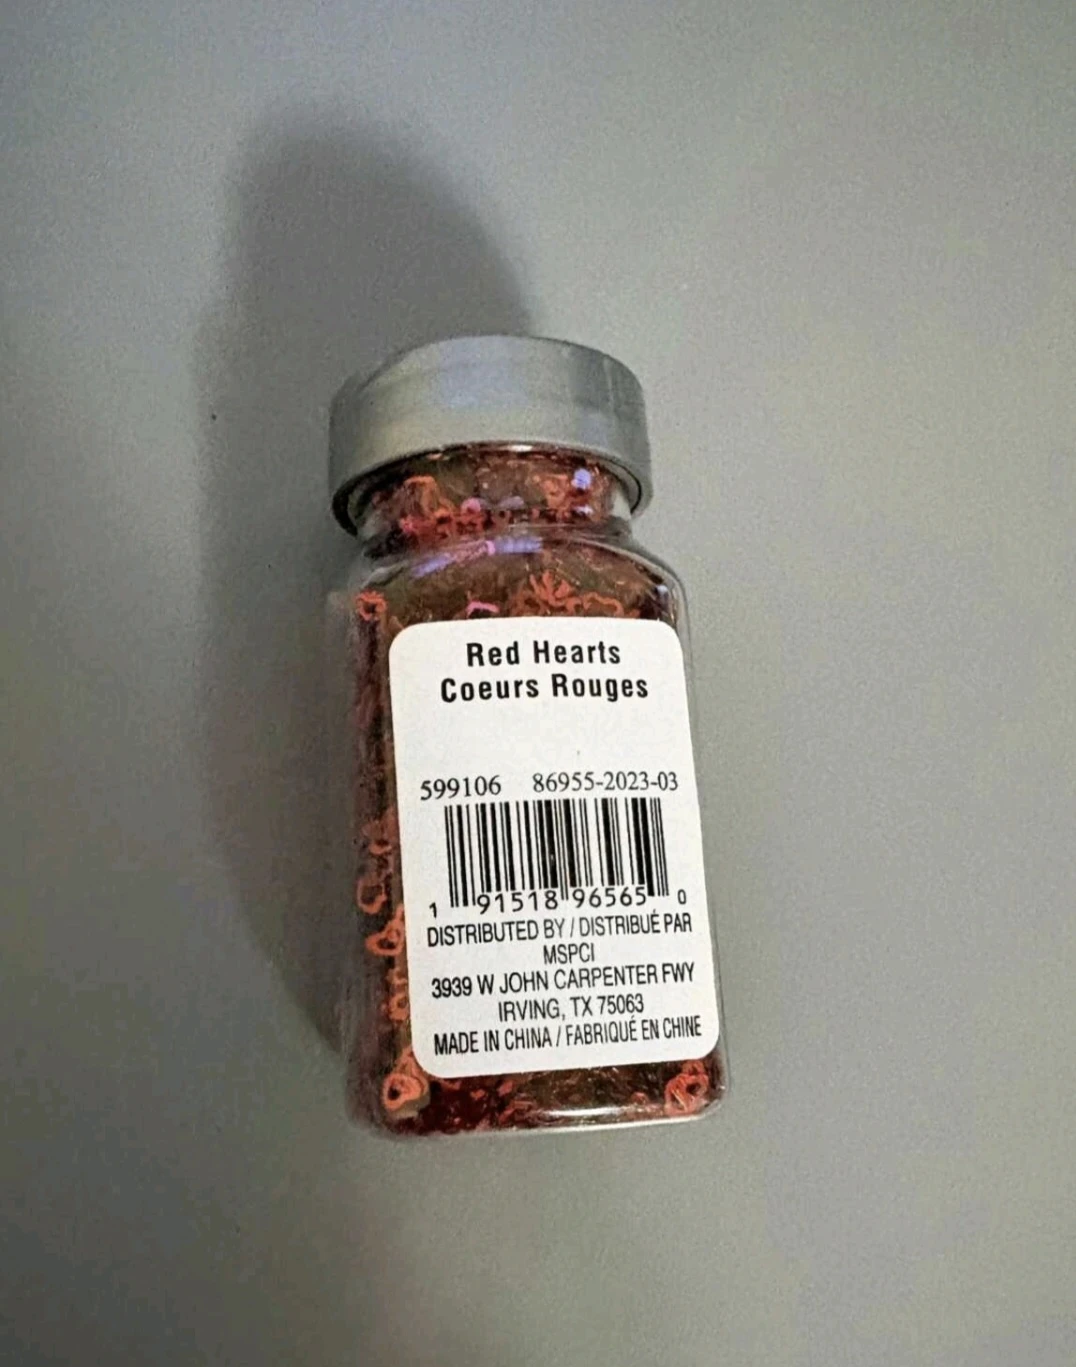 Red Hearts
Coeurs Rouges
599106 86955-2023-03
1 91518 96565 0
DISTRIBUTED BY / DISTRIBUÉ PAR
MSPCI
3939 W JOHN CARPENTER FWY
IRVING, TX 75063
MADE IN CHINA / FABRIQUÉ EN CHINE